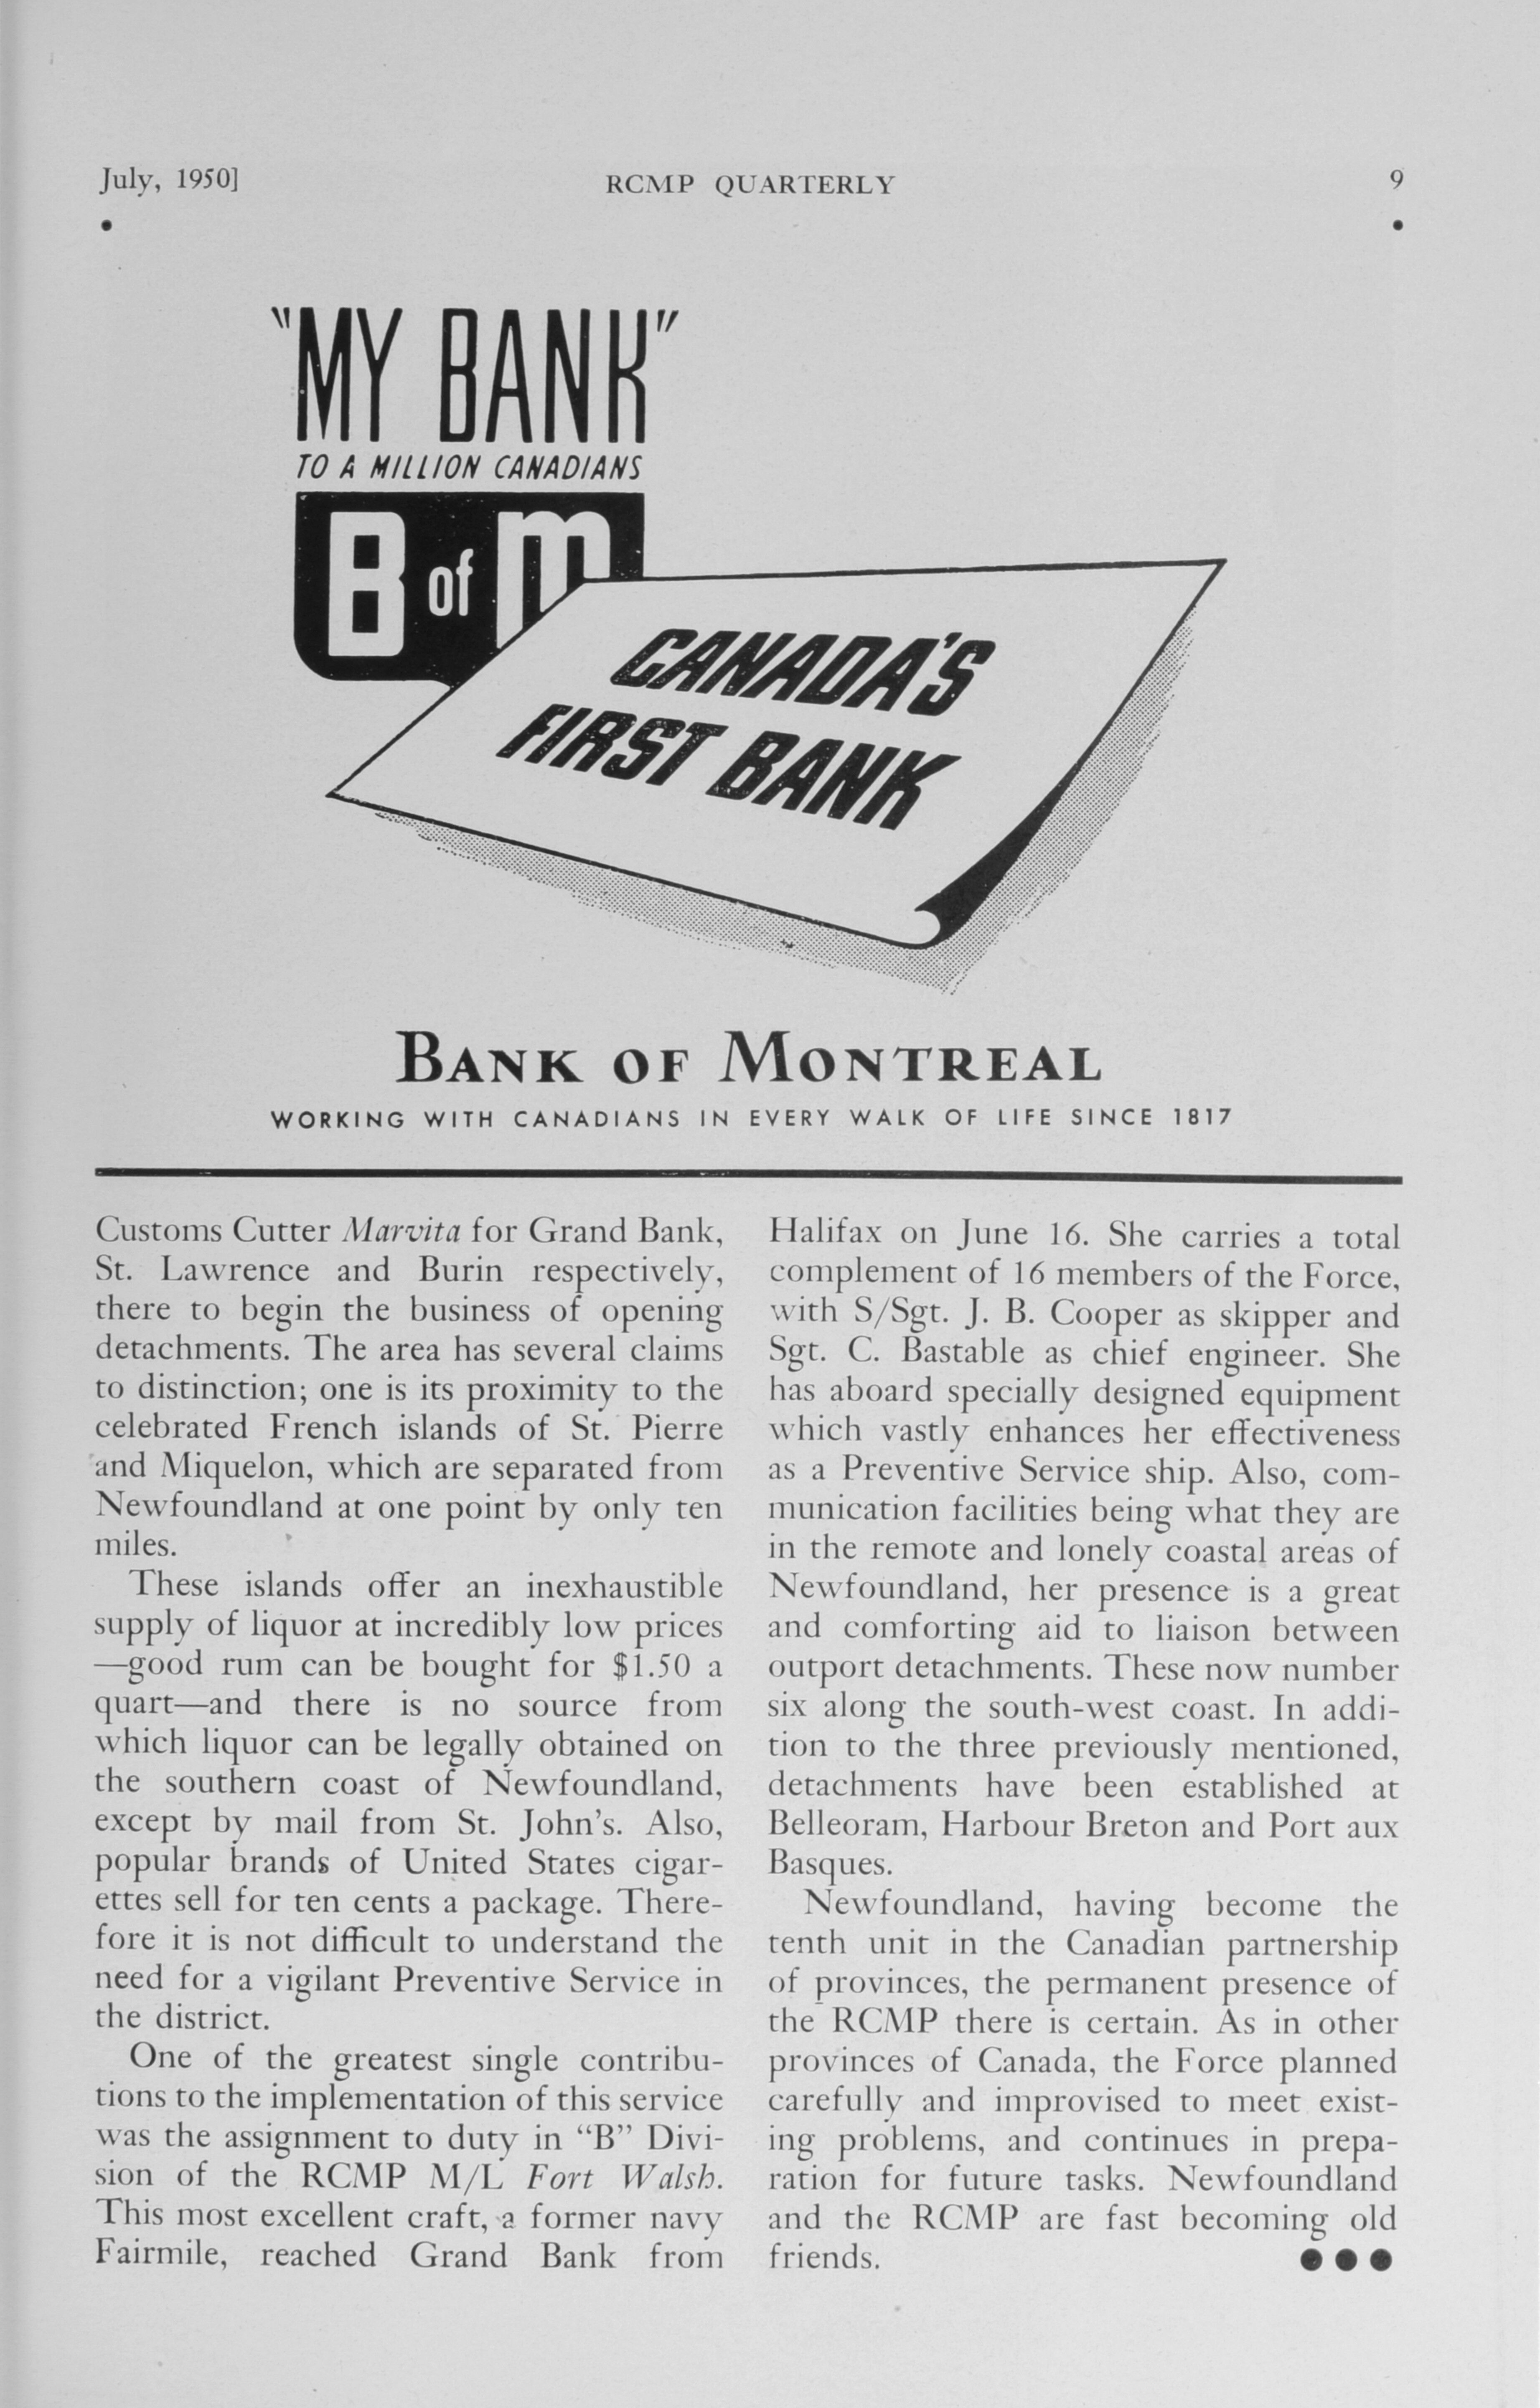 July, 1950]
RCMP QUARTERLY
9
"MY BANK"
TO A MILLION CANADIANS
B of M
CANADA'S
FIRST BANK
BANK OF MONTREAL
WORKING WITH CANADIANS IN EVERY WALK OF LIFE SINCE 1817
Customs Cutter Marvita for Grand Bank,
St. Lawrence and Burin respectively,
there to begin the business of opening
detachments. The area has several claims
to distinction; one is its proximity to the
celebrated French islands of St. Pierre
and Miquelon, which are separated from
Newfoundland at one point by only ten
miles.
These islands offer an inexhaustible
supply of liquor at incredibly low prices
—good rum can be bought for $1.50 a
quart—and there is no source from
which liquor can be legally obtained on
the southern coast of Newfoundland,
except by mail from St. John's. Also,
popular brands of United States cigar-
ettes sell for ten cents a package. There-
fore it is not difficult to understand the
need for a vigilant Preventive Service in
the district.
One of the greatest single contribu-
tions to the implementation of this service
was the assignment to duty in "B" Divi-
sion of the RCMP M/L Fort Walsh.
This most excellent craft, a former navy
Fairmile, reached Grand Bank from
Halifax on June 16. She carries a total
complement of 16 members of the Force,
with S/Sgt. J. B. Cooper as skipper and
Sgt. C. Bastable as chief engineer. She
has aboard specially designed equipment
which vastly enhances her effectiveness
as a Preventive Service ship. Also, com-
munication facilities being what they are
in the remote and lonely coastal areas of
Newfoundland, her presence is a great
and comforting aid to liaison between
outport detachments. These now number
six along the south-west coast. In addi-
tion to the three previously mentioned,
detachments have been established at
Belleoram, Harbour Breton and Port aux
Basques.
Newfoundland, having become the
tenth unit in the Canadian partnership
of provinces, the permanent presence of
the RCMP there is certain. As in other
provinces of Canada, the Force planned
carefully and improvised to meet exist-
ing problems, and continues in prepa-
ration for future tasks. Newfoundland
and the RCMP are fast becoming old
friends.